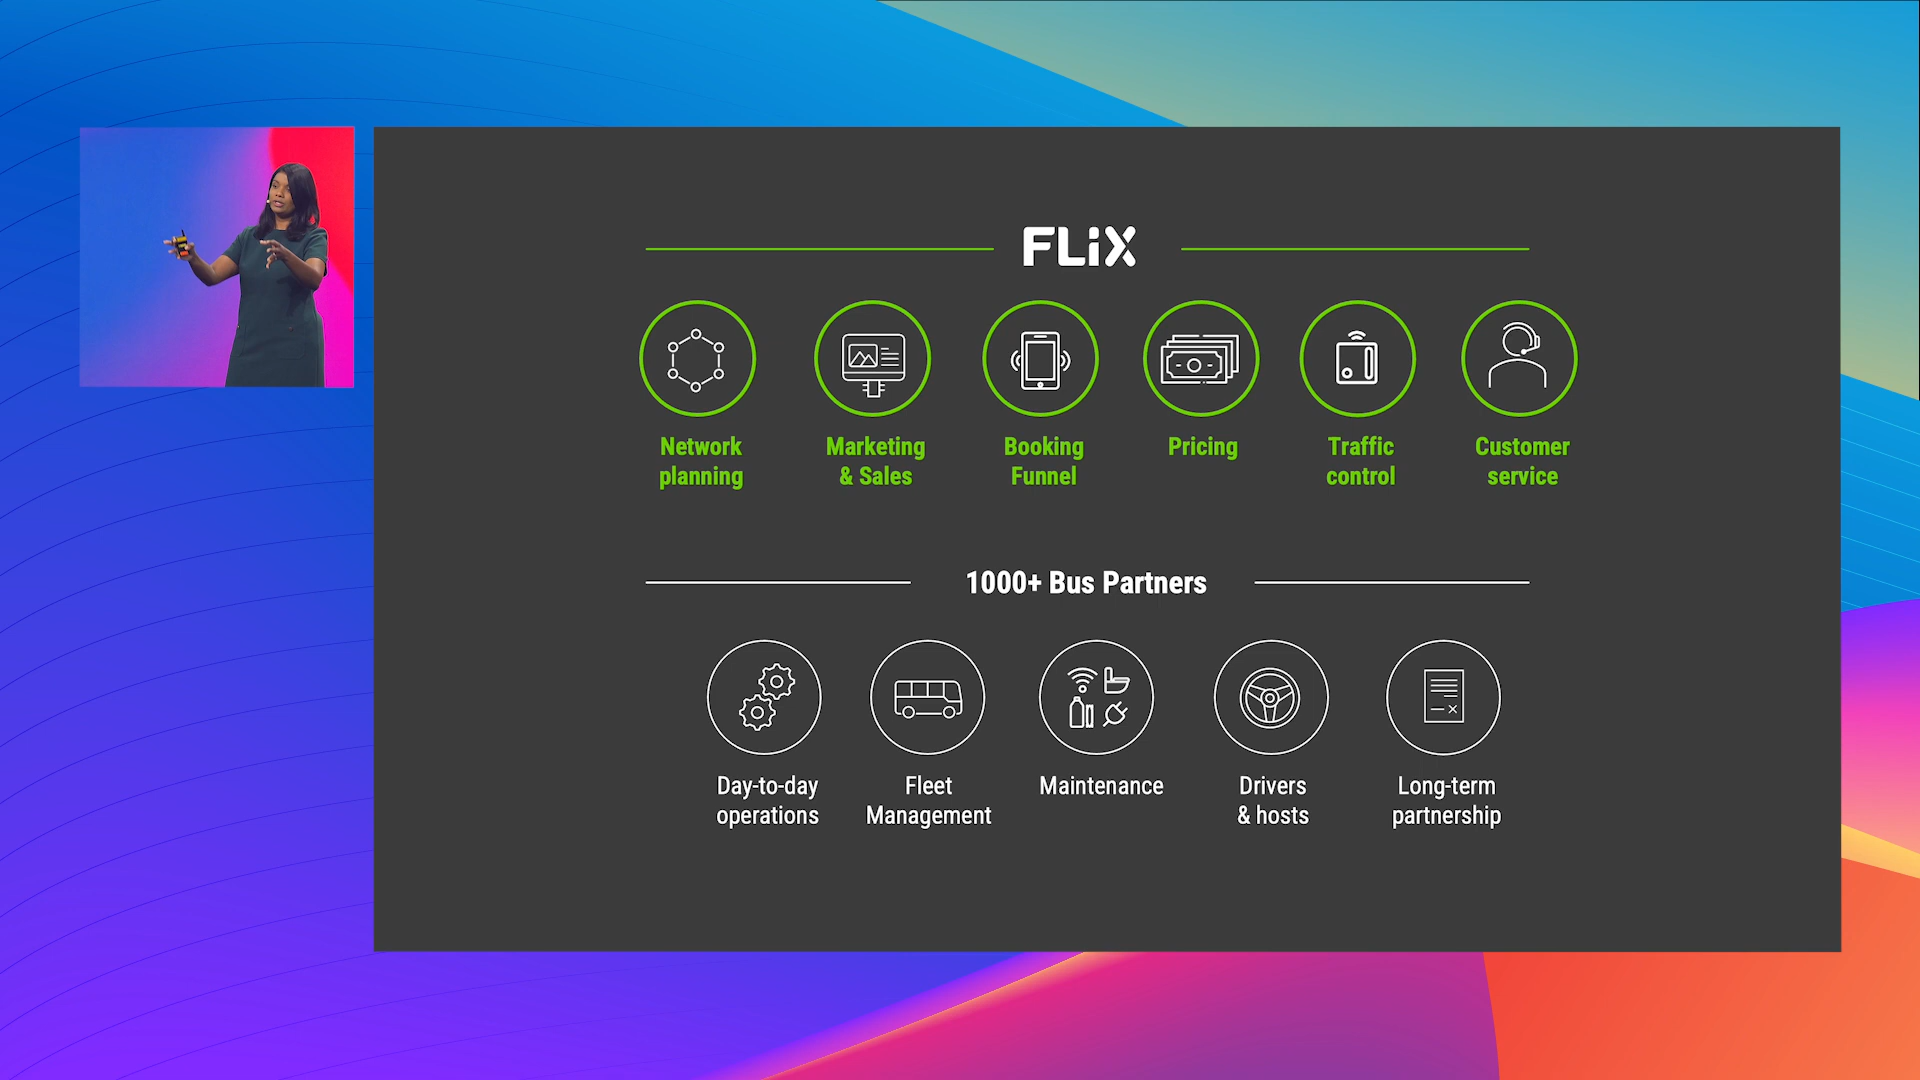 FLiX
Network planning
Marketing & Sales
Booking Funnel
Pricing
Traffic control
Customer service
1000+ Bus Partners
Day-to-day operations
Fleet Management
Maintenance
Drivers & hosts
Long-term partnership